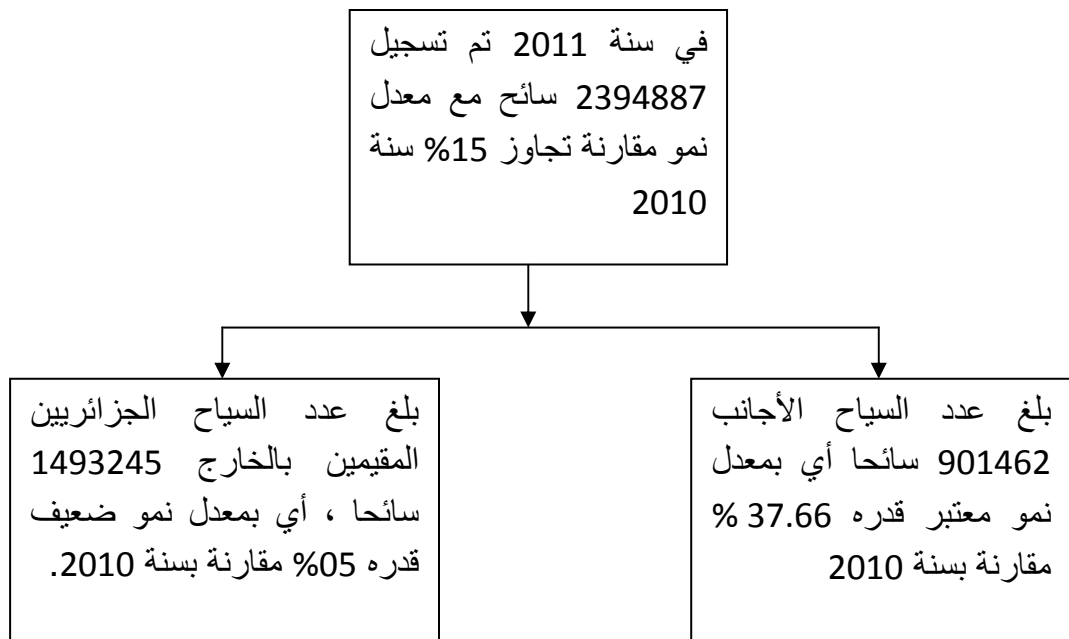 في سنة 2011 تم تسجيل
2394887 سائح مع معدل
نمو مقارنة تجاوز 15% سنة
2010
بلغ عدد السياح الأجانب
901462 سائحا أي بمعدل
نمو معتبر قدره 37.66 %
مقارنة بسنة 2010
بلغ عدد السياح الجزائريين
المقيمين بالخارج 1493245
سائحا ، أي بمعدل نمو ضعيف
قدره 05% مقارنة بسنة 2010.